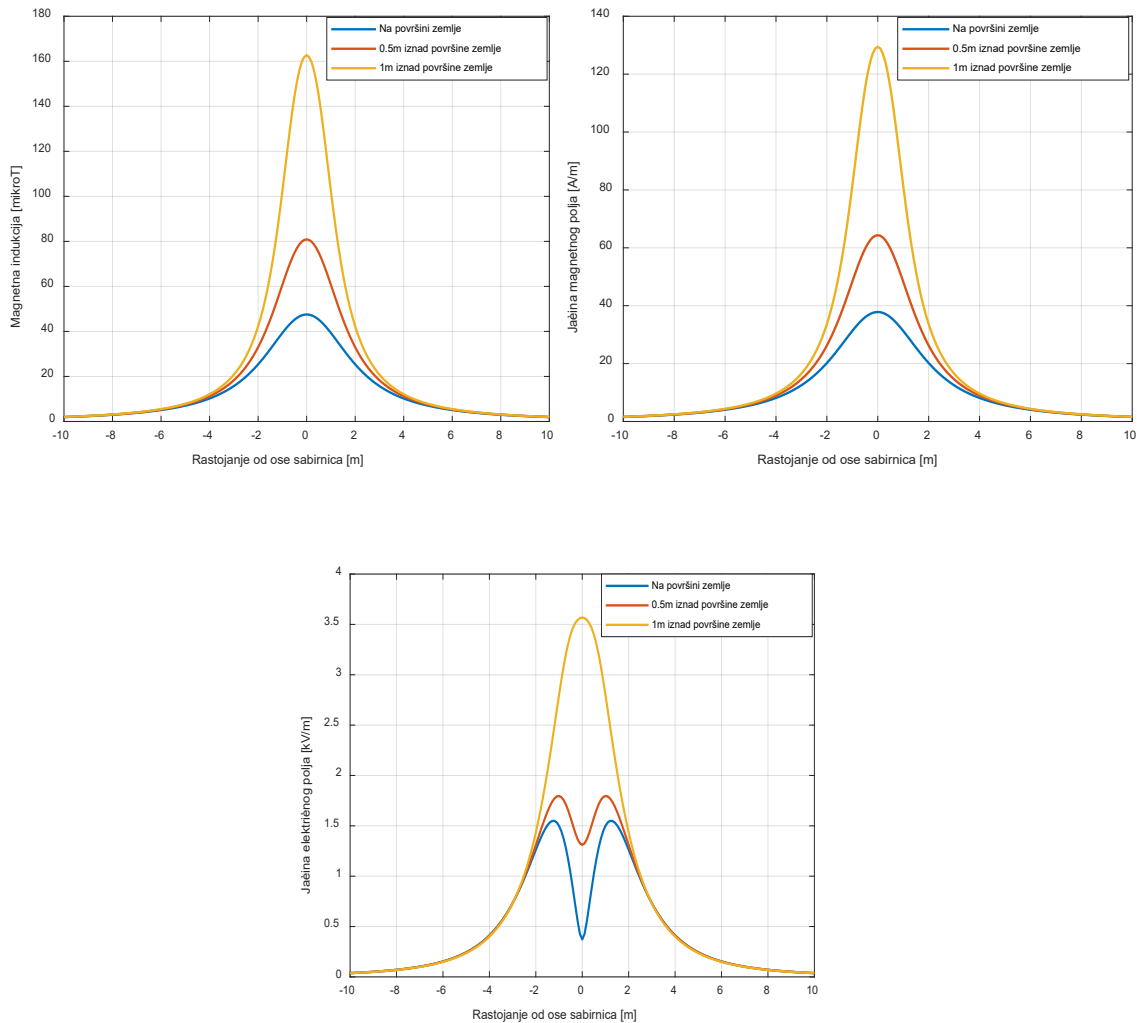 180
160
140
120
100
80
60
40
20
0
Magnetna indukcija [mikroT]
Na površini zemlje
0.5m iznad površine zemlje
1m iznad površine zemlje
-10 -8 -6 -4 -2 0 2 4 6 8 10
Rastojanje od ose sabirnica [m]
140
120
100
80
60
40
20
0
Jaèina magnetnog polja [A/m]
Na površini zemlje
0.5m iznad površine zemlje
1m iznad površine zemlje
-10 -8 -6 -4 -2 0 2 4 6 8 10
Rastojanje od ose sabirnica [m]
4
3.5
3
2.5
2
1.5
1
0.5
0
Jaèina elektriènog polja [kV/m]
Na površini zemlje
0.5m iznad površine zemlje
1m iznad površine zemlje
-10 -8 -6 -4 -2 0 2 4 6 8 10
Rastojanje od ose sabirnica [m]